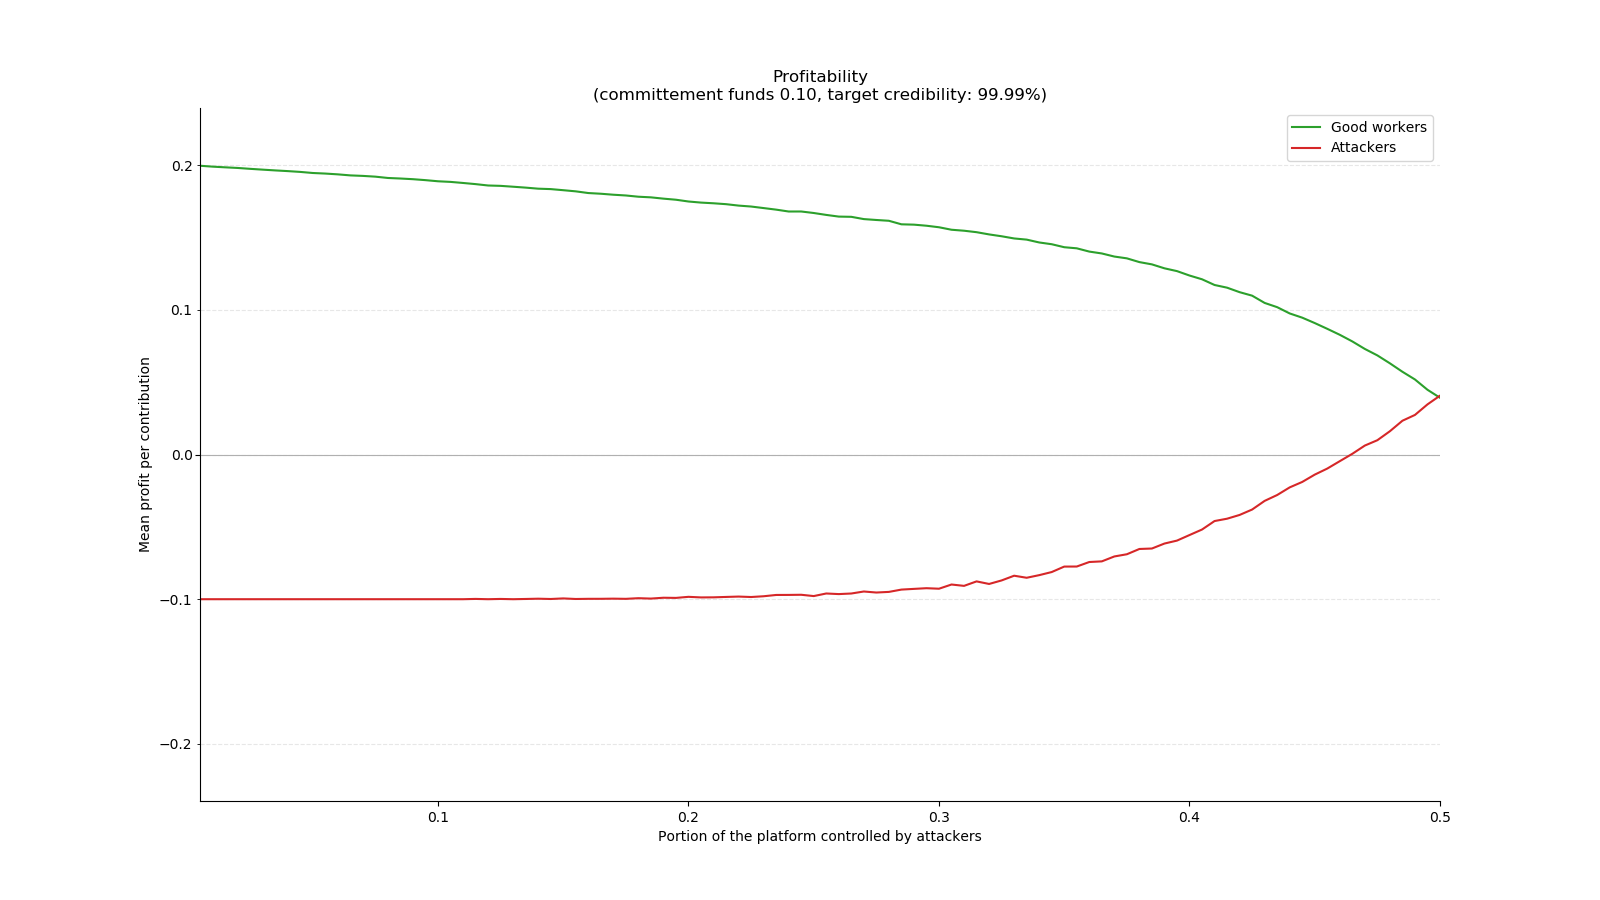 Profitability
(committement funds 0.10, target credibility: 99.99%)
Good workers
Attackers
Mean profit per contribution
0.2
0.1
0.0
−0.1
−0.2
0.1
0.2
0.3
0.4
0.5
Portion of the platform controlled by attackers